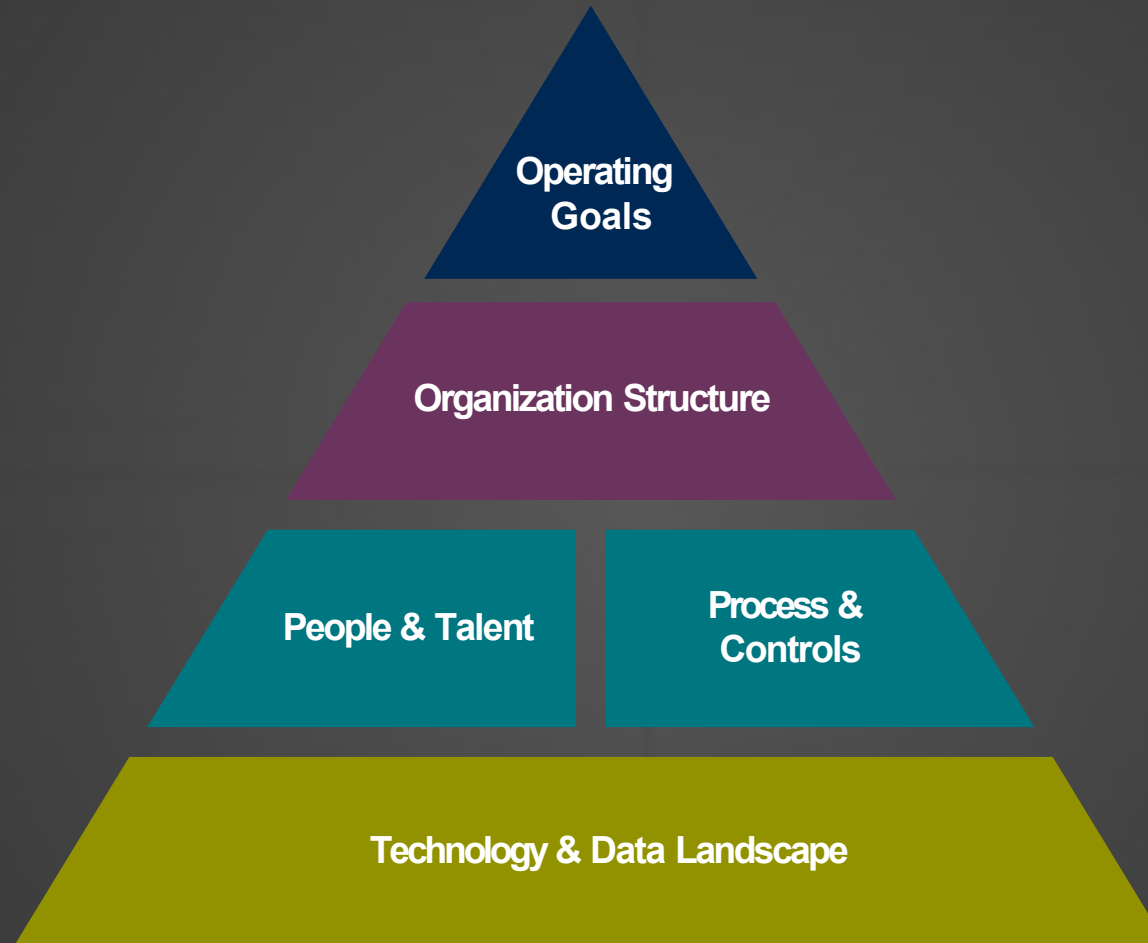 Operating
Goals
Organization Structure
People & Talent
Process &
Controls
Technology & Data Landscape